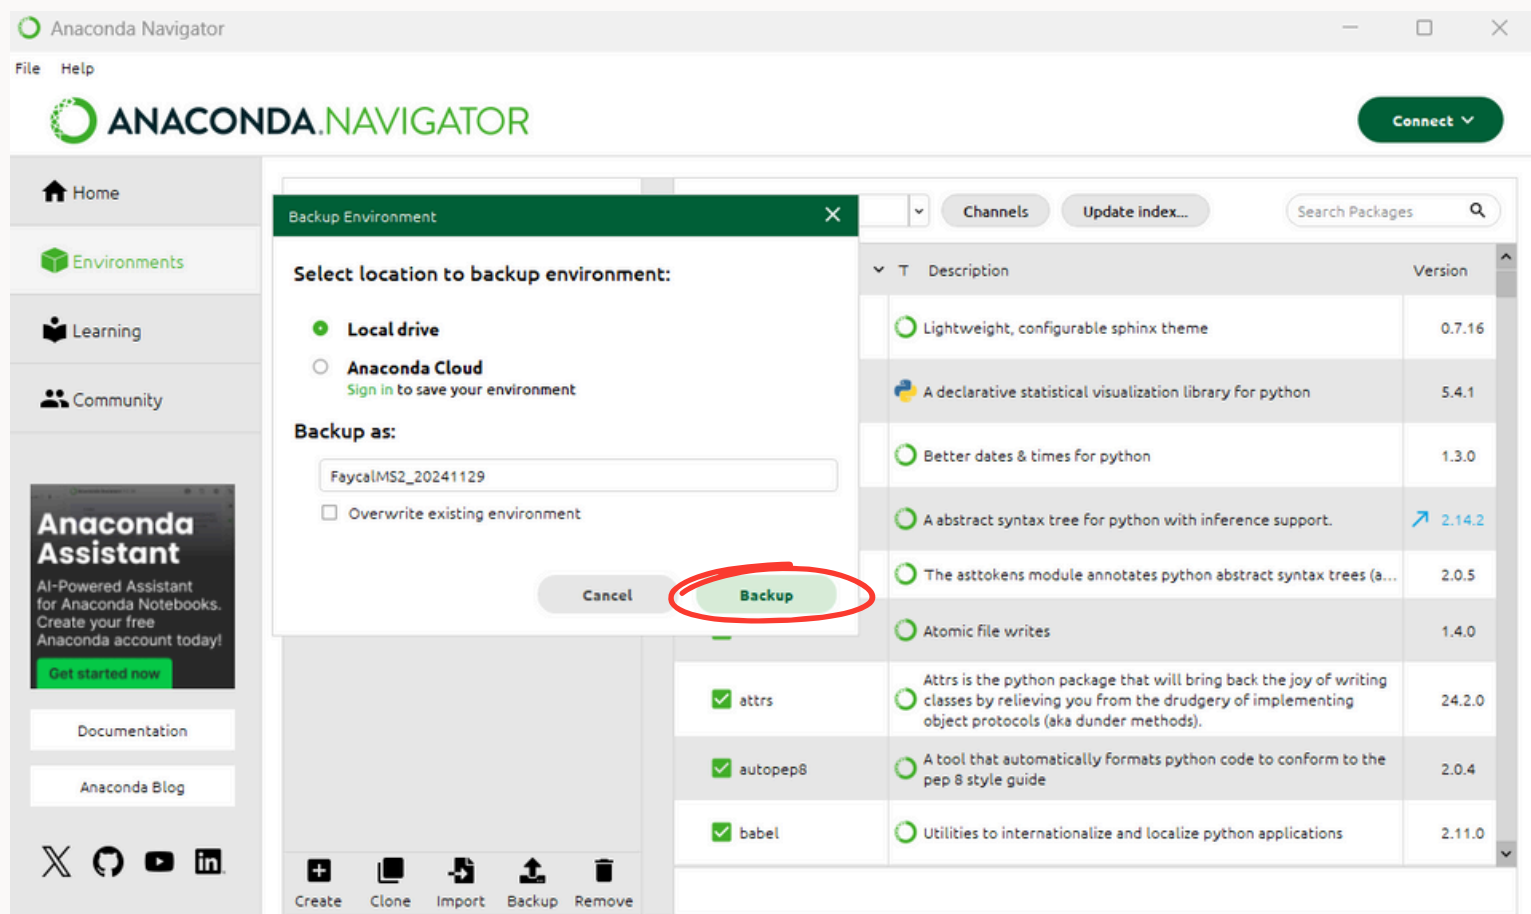 Anaconda Navigator
File Help
ANACONDA.NAVIGATOR
Connect
Home
Environments
Learning
Community
Anaconda
Assistant
AI-Powered Assistant
for Anaconda Notebooks.
Create your free
Anaconda account today!
Get started now
Documentation
Anaconda Blog
Backup Environment
Select location to backup environment:
Local drive
Anaconda Cloud
Sign in to save your environment
Backup as:
FaycalMS2_20241129
Overwrite existing environment
Cancel Backup
Create Clone Import Backup Remove
Channels Update index... Search Packages
T Description Version
Lightweight, configurable sphinx theme 0.7.16
A declarative statistical visualization library for python 5.4.1
Better dates & times for python 1.3.0
A abstract syntax tree for python with inference support. 2.14.2
The asttokens module annotates python abstract syntax trees (a... 2.0.5
Atomic file writes 1.4.0
attrs Attrs is the python package that will bring back the joy of writing
classes by relieving you from the drudgery of implementing 24.2.0
object protocols (aka dunder methods).
autopep8 A tool that automatically formats python code to conform to the
pep 8 style guide 2.0.4
babel Utilities to internationalize and localize python applications 2.11.0